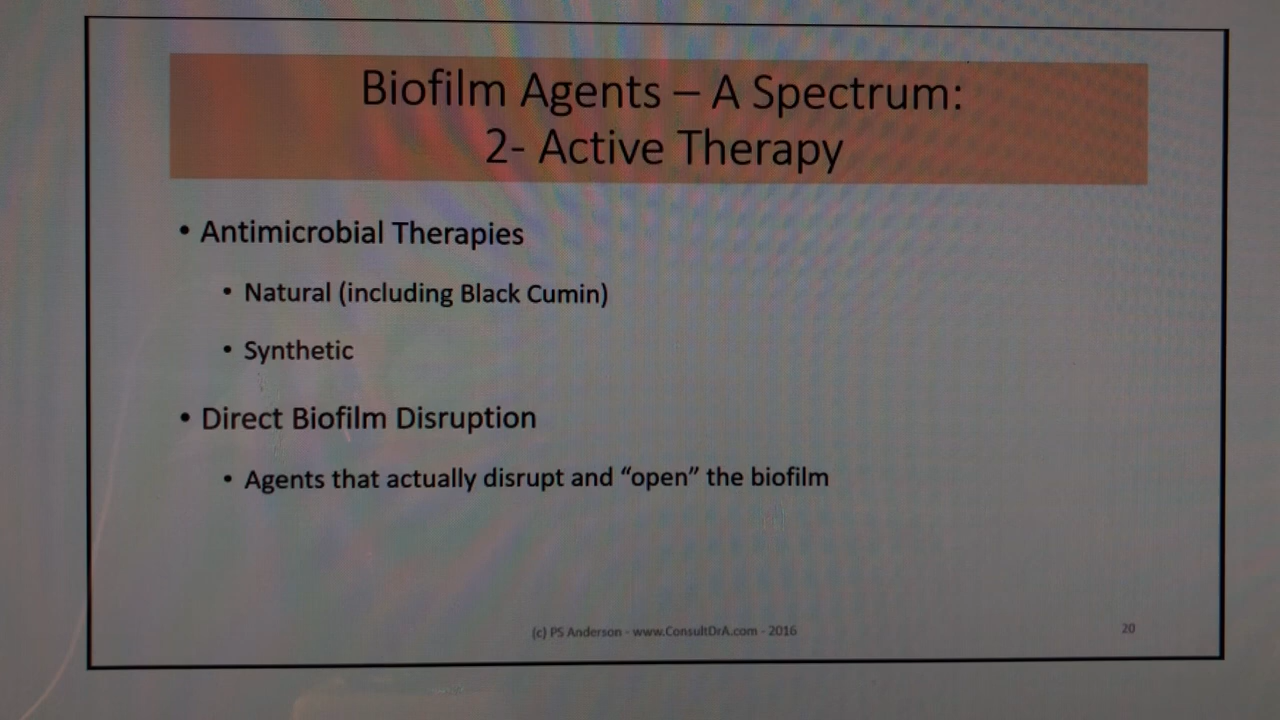 Biofilm Agents – A Spectrum:
2- Active Therapy
• Antimicrobial Therapies
• Natural (including Black Cumin)
• Synthetic
• Direct Biofilm Disruption
• Agents that actually disrupt and “open” the biofilm
(c) PS Anderson - www.ConsultDrA.com - 2016
20